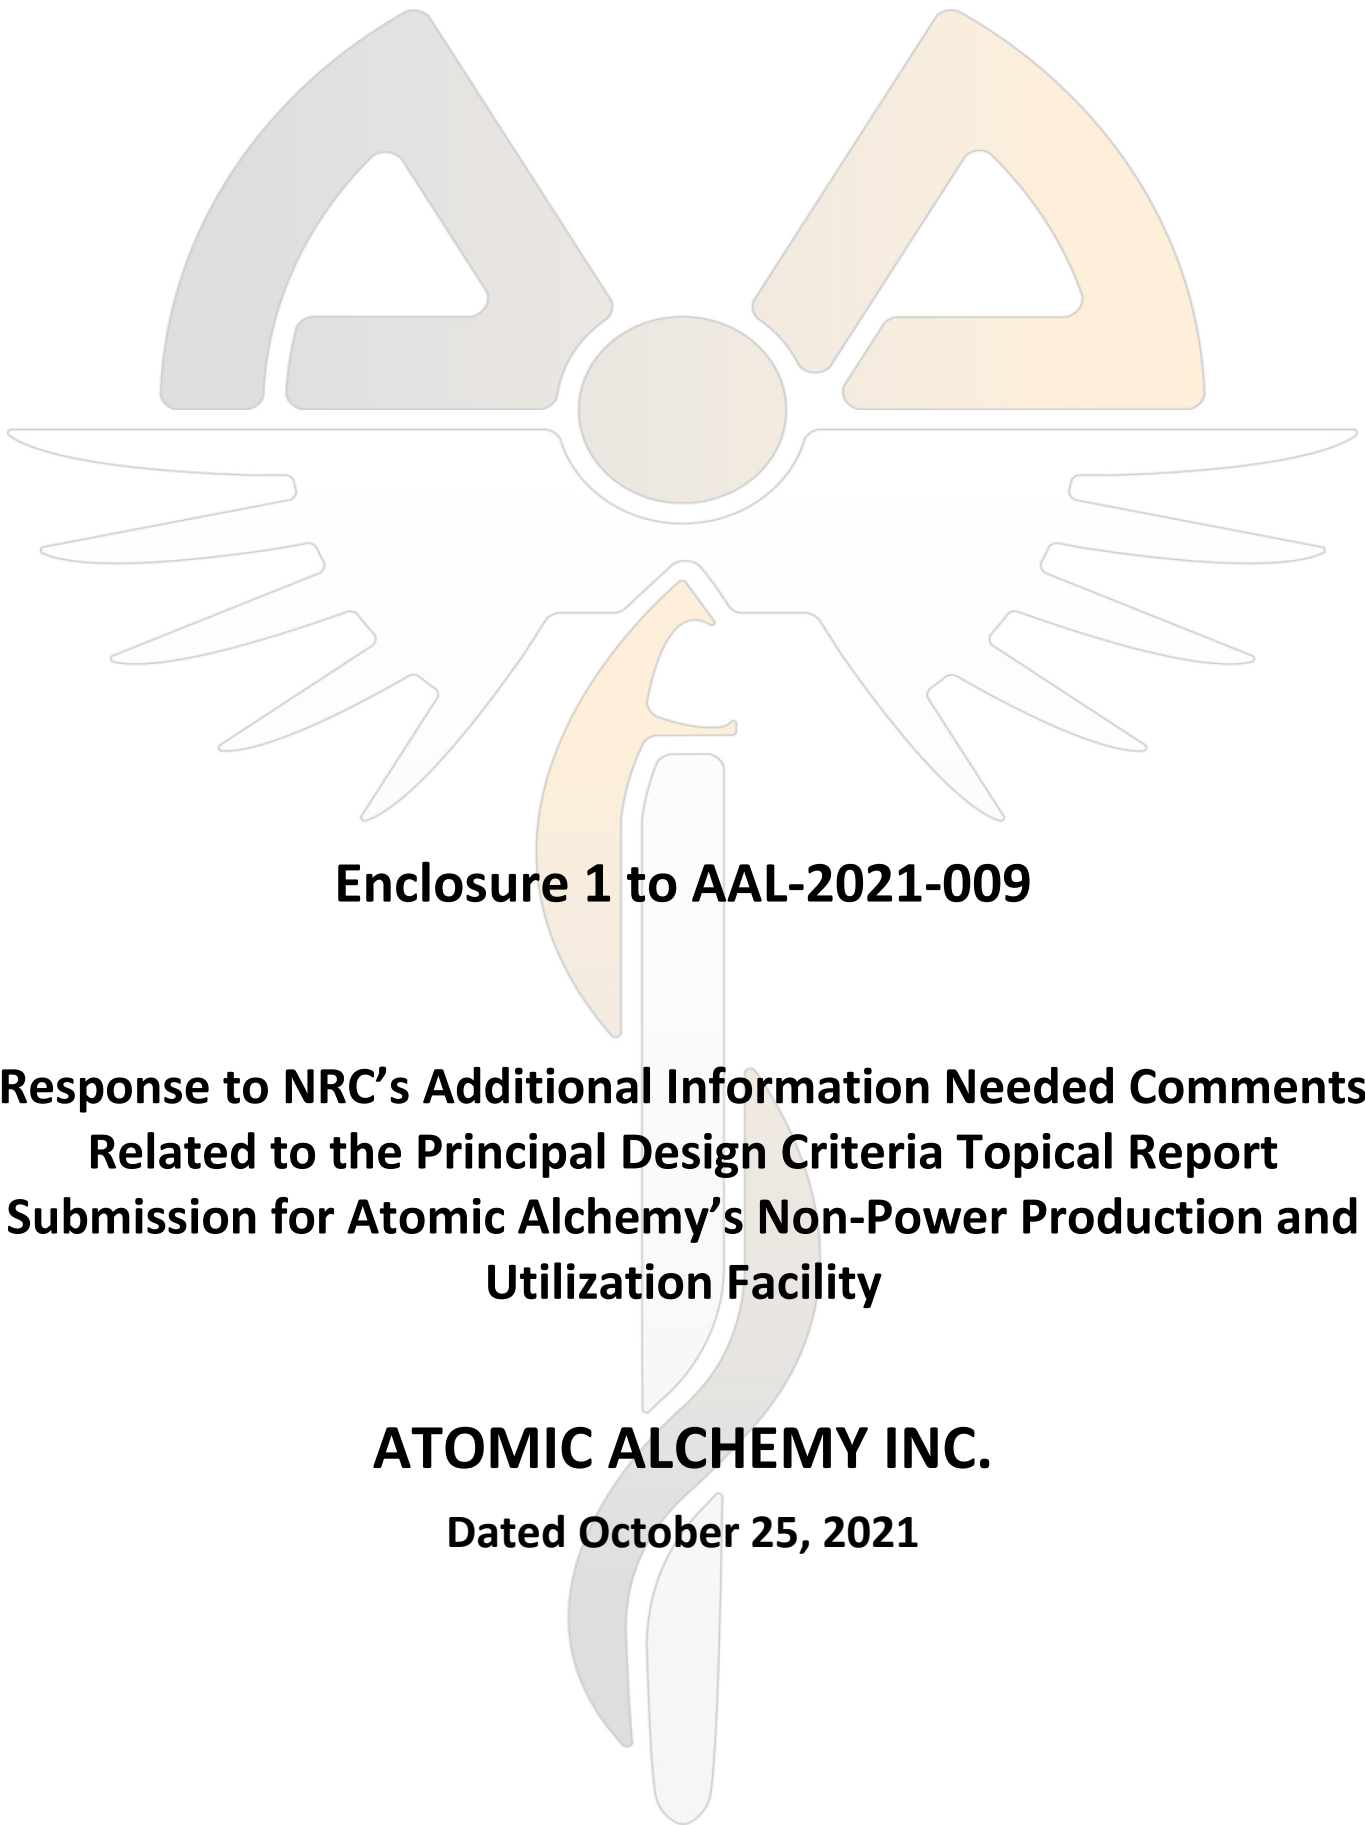 Enclosure 1 to AAL-2021-009
Response to NRC’s Additional Information Needed Comments
Related to the Principal Design Criteria Topical Report
Submission for Atomic Alchemy’s Non-Power Production and
Utilization Facility
ATOMIC ALCHEMY INC.
Dated October 25, 2021